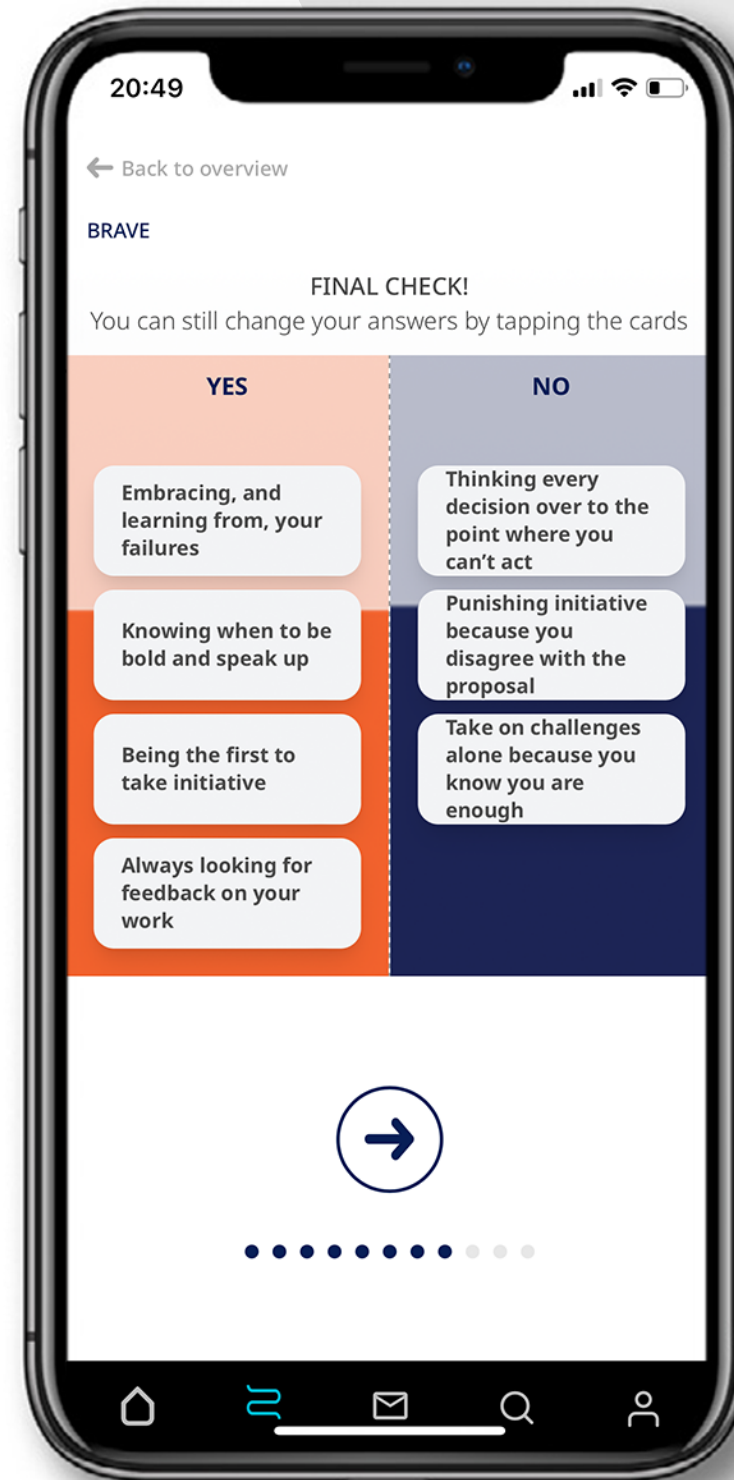 20:49
Back to overview
BRAVE
FINAL CHECK!
You can still change your answers by tapping the cards
YES
Embracing, and
learning from, your
failures
Knowing when to be
bold and speak up
Being the first to
take initiative
Always looking for
feedback on your
work
NO
Thinking every
decision over to the
point where you
can’t act
Punishing initiative
because you
disagree with the
proposal
Take on challenges
alone because you
know you are
enough